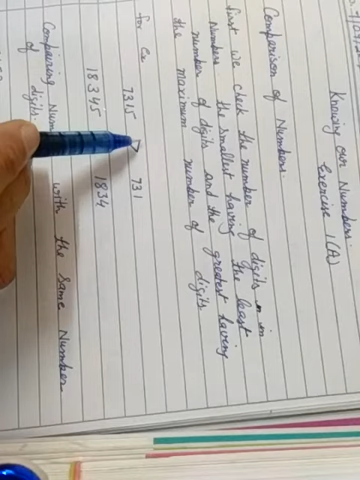 Knowing our Numbers.
Exercise 1(A)
Comparison of Numbers.
first we check the number of digits in
Numbers the smallest having the least
number of digits and the greatest having
the maximum number of digits.
for Ex
7315 > 731
18345 1834
Comparing Num with the same Number
of digits.